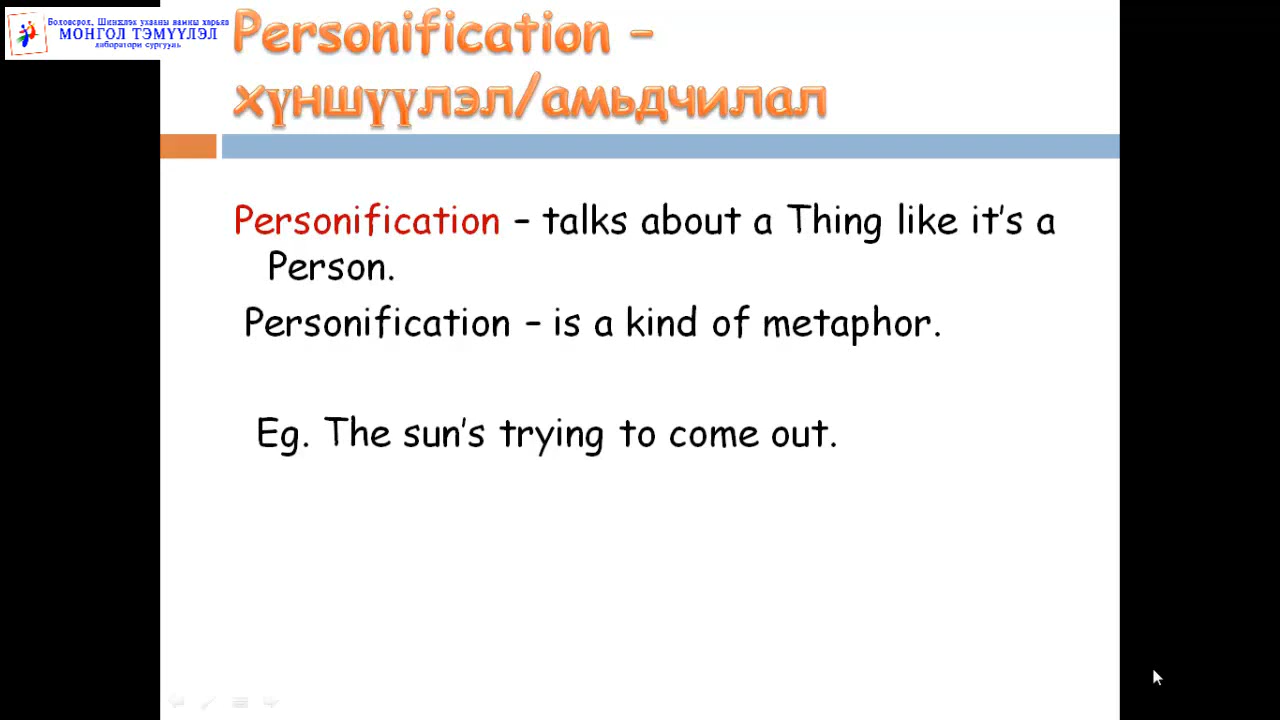 Боловсрол, Шинжлэх ухааны яамны харьяа
МОНГОЛ ТЭМҮҮЛЭЛ
лаборатори сургууль
Personification –
хүншүүлэл/амьдчилал
Personification – talks about a Thing like it's a
Person.
Personification – is a kind of metaphor.
Eg. The sun's trying to come out.